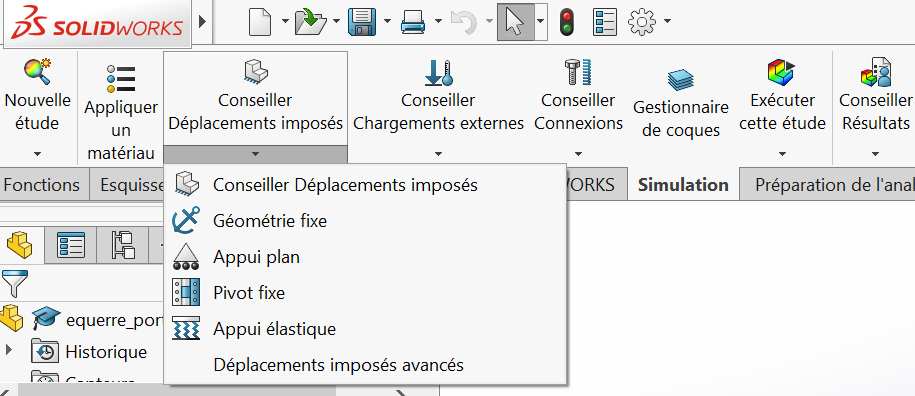 SOLIDWORKS
Nouvelle étude
Appliquer un matériau
Conseiller Déplacements imposés
Conseiller Chargements externes
Conseiller Connexions
Gestionnaire de coques
Exécuter cette étude
Conseiller Résultats
Fonctions
Esquisse
ORKS
Simulation
Préparation de l'anal
Conseiller Déplacements imposés
Géométrie fixe
Appui plan
Pivot fixe
Appui élastique
Déplacements imposés avancés
equerre_port
Historique